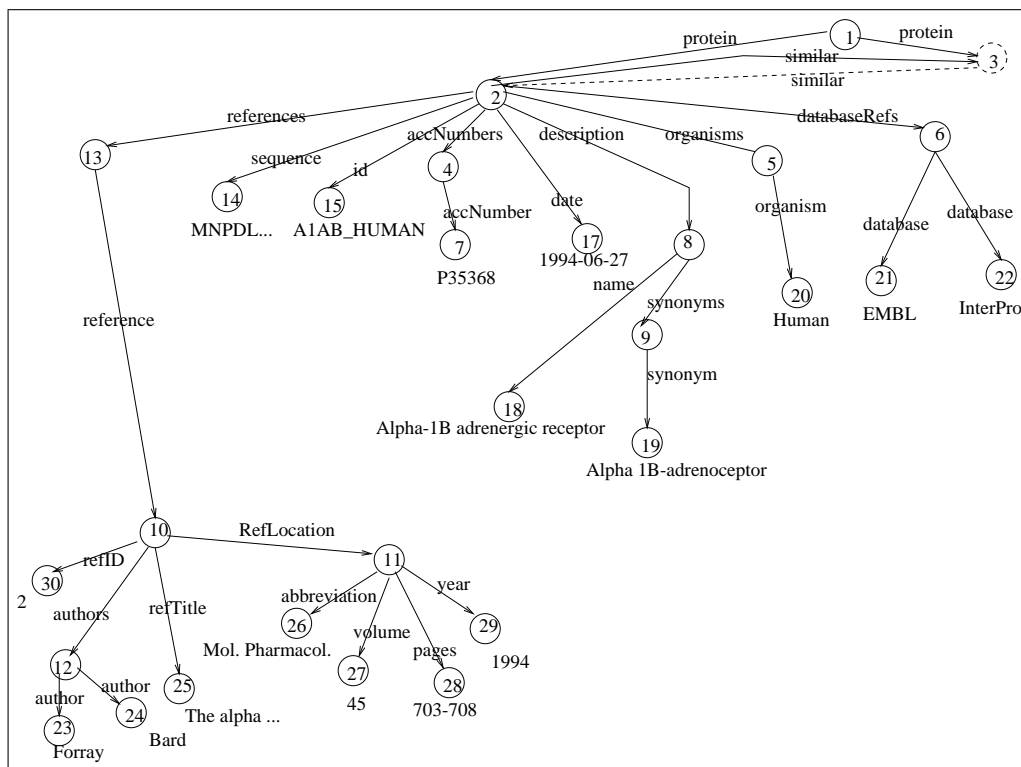 protein
1
protein
similar
3
similar
2
references
accNumbers
description
organisms
databaseRefs
6
13
sequence
id
4
5
14
15
date
organism
database
database
MNPDL...
A1AB_HUMAN
accNumber
7
17
8
P35368
1994-06-27
name
20
21
22
synonyms
Human
EMBL
InterPro
reference
9
synonym
18
Alpha-1B adrenergic receptor
19
Alpha 1B-adrenoceptor
10
RefLocation
refID
11
30
2
authors
refTitle
abbreviation
year
26
volume
29
Mol. Pharmacol.
pages
1994
12
27
28
author
author
25
45
703-708
23
24
The alpha ...
Forray
Bard